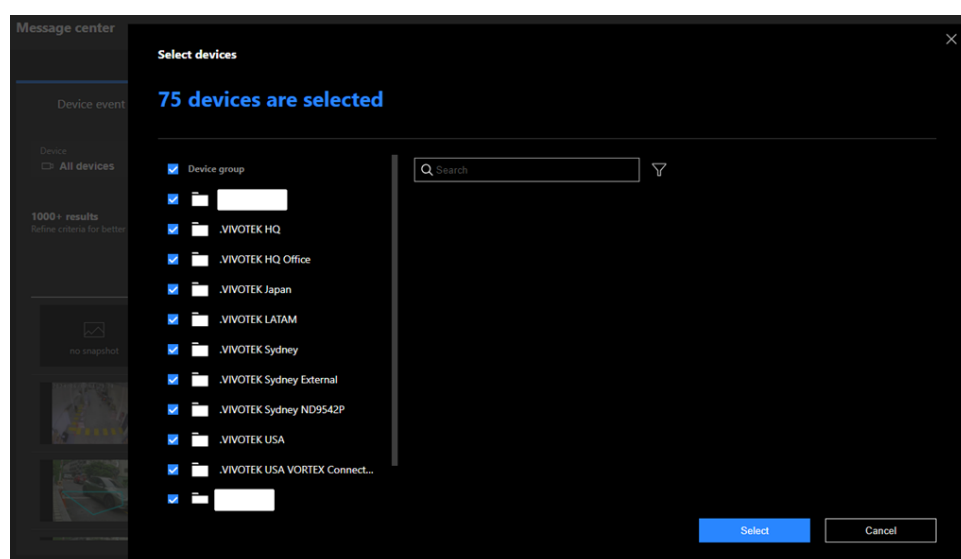 Message center
Select devices
75 devices are selected
Device event
Device
All devices
1000+ results
Refine criteria for better
no snapshot
Device group
.VIVOTEK HQ
.VIVOTEK HQ Office
.VIVOTEK Japan
.VIVOTEK LATAM
.VIVOTEK Sydney
.VIVOTEK Sydney External
.VIVOTEK Sydney ND9542P
.VIVOTEK USA
.VIVOTEK USA VORTEX Connect...
Search
Select
Cancel